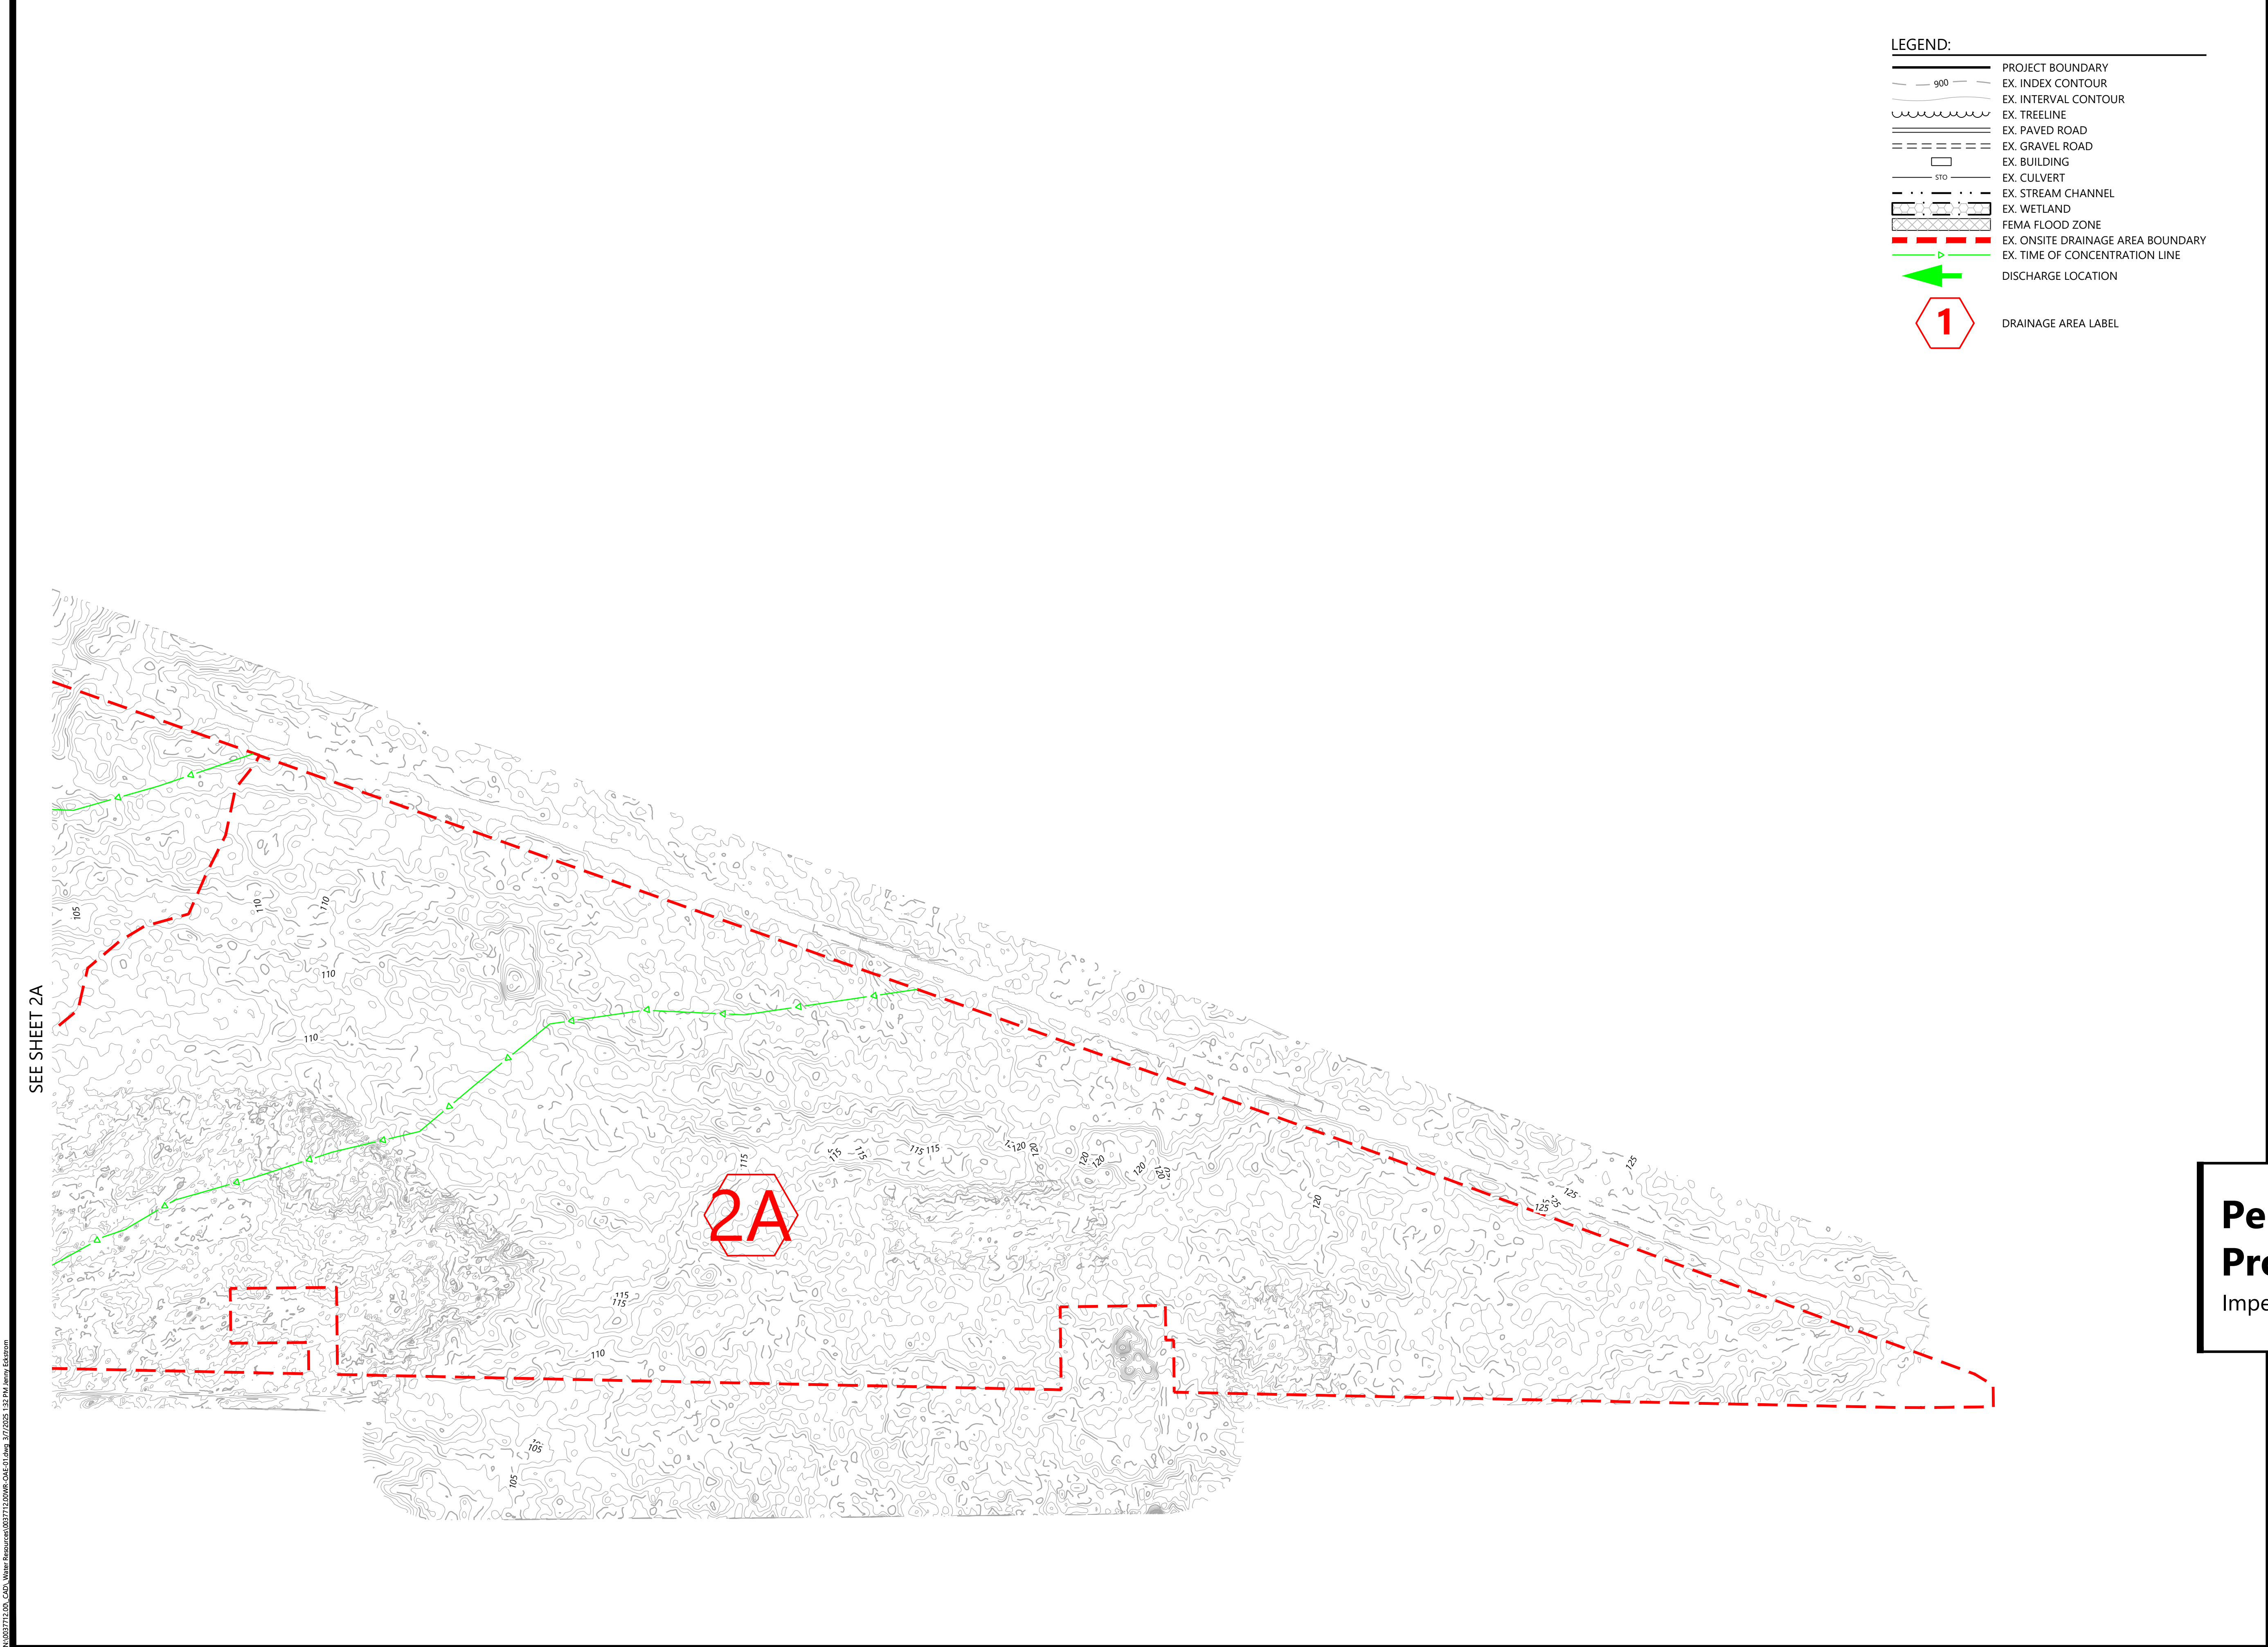 LEGEND:
PROJECT BOUNDARY
900
EX. INDEX CONTOUR
EX. INTERVAL CONTOUR
EX. TREELINE
EX. PAVED ROAD
EX. GRAVEL ROAD
EX. BUILDING
STO
EX. CULVERT
EX. STREAM CHANNEL
EX. WETLAND
FEMA FLOOD ZONE
EX. ONSITE DRAINAGE AREA BOUNDARY
EX. TIME OF CONCENTRATION LINE
DISCHARGE LOCATION
1
DRAINAGE AREA LABEL
105
110
110
110
110
SEE SHEET 2A
115
115
115
115
115
120
120
120
120
120
120
120
125
125
125
125
2A
115
115
110
105
105
Pe
Pro
Impe